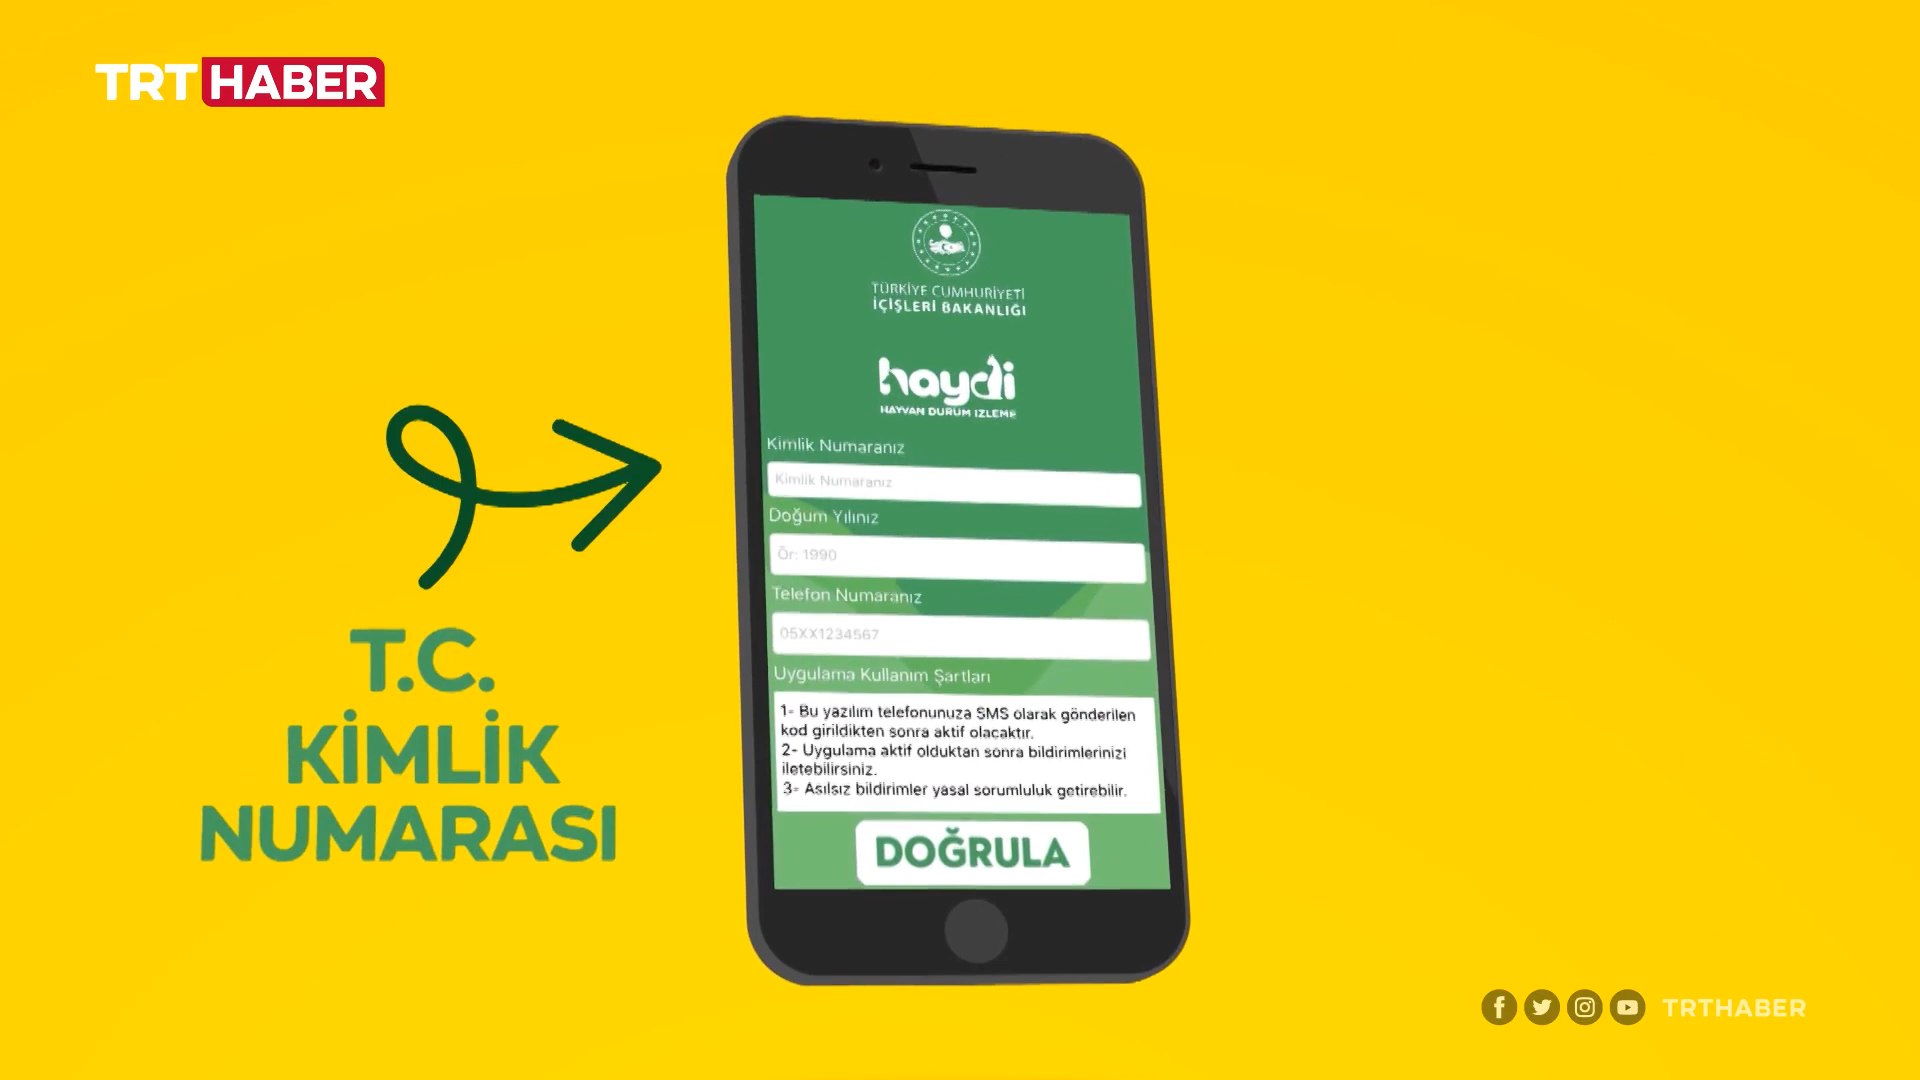 TRT HABER
TÜRKİYE CUMHURİYETİ
İÇİŞLERİ BAKANLIĞI
haydi
HAYVAN DURUM IZLEME
Kimlik Numaranız
Kimlik Numaranız
Doğum Yılınız
Ör: 1990
Telefon Numaranız
05XX1234567
Uygulama Kullanım Şartları
1- Bu yazılım telefonunuza SMS olarak gönderilen
kod girildikten sonra aktif olacaktır.
2- Uygulama aktif olduktan sonra bildirimlerinizi
iletebilirsiniz.
3- Asılsız bildirimler yasal sorumluluk getirebilir.
DOĞRULA
T.C.
KİMLİK
NUMARASI
TRTHABER